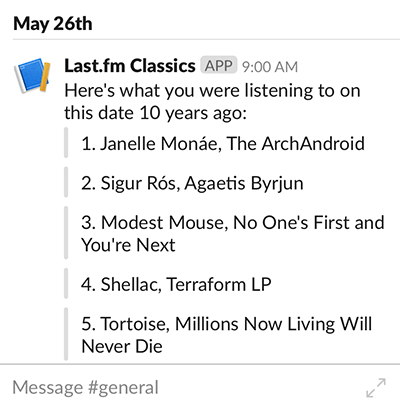 May 26th
Last.fm Classics APP 9:00 AM
Here's what you were listening to on
this date 10 years ago:
1. Janelle Monáe, The ArchAndroid
2. Sigur Rós, Agaetis Byrjun
3. Modest Mouse, No One's First and
You're Next
4. Shellac, Terraform LP
5. Tortoise, Millions Now Living Will
Never Die
Message #general